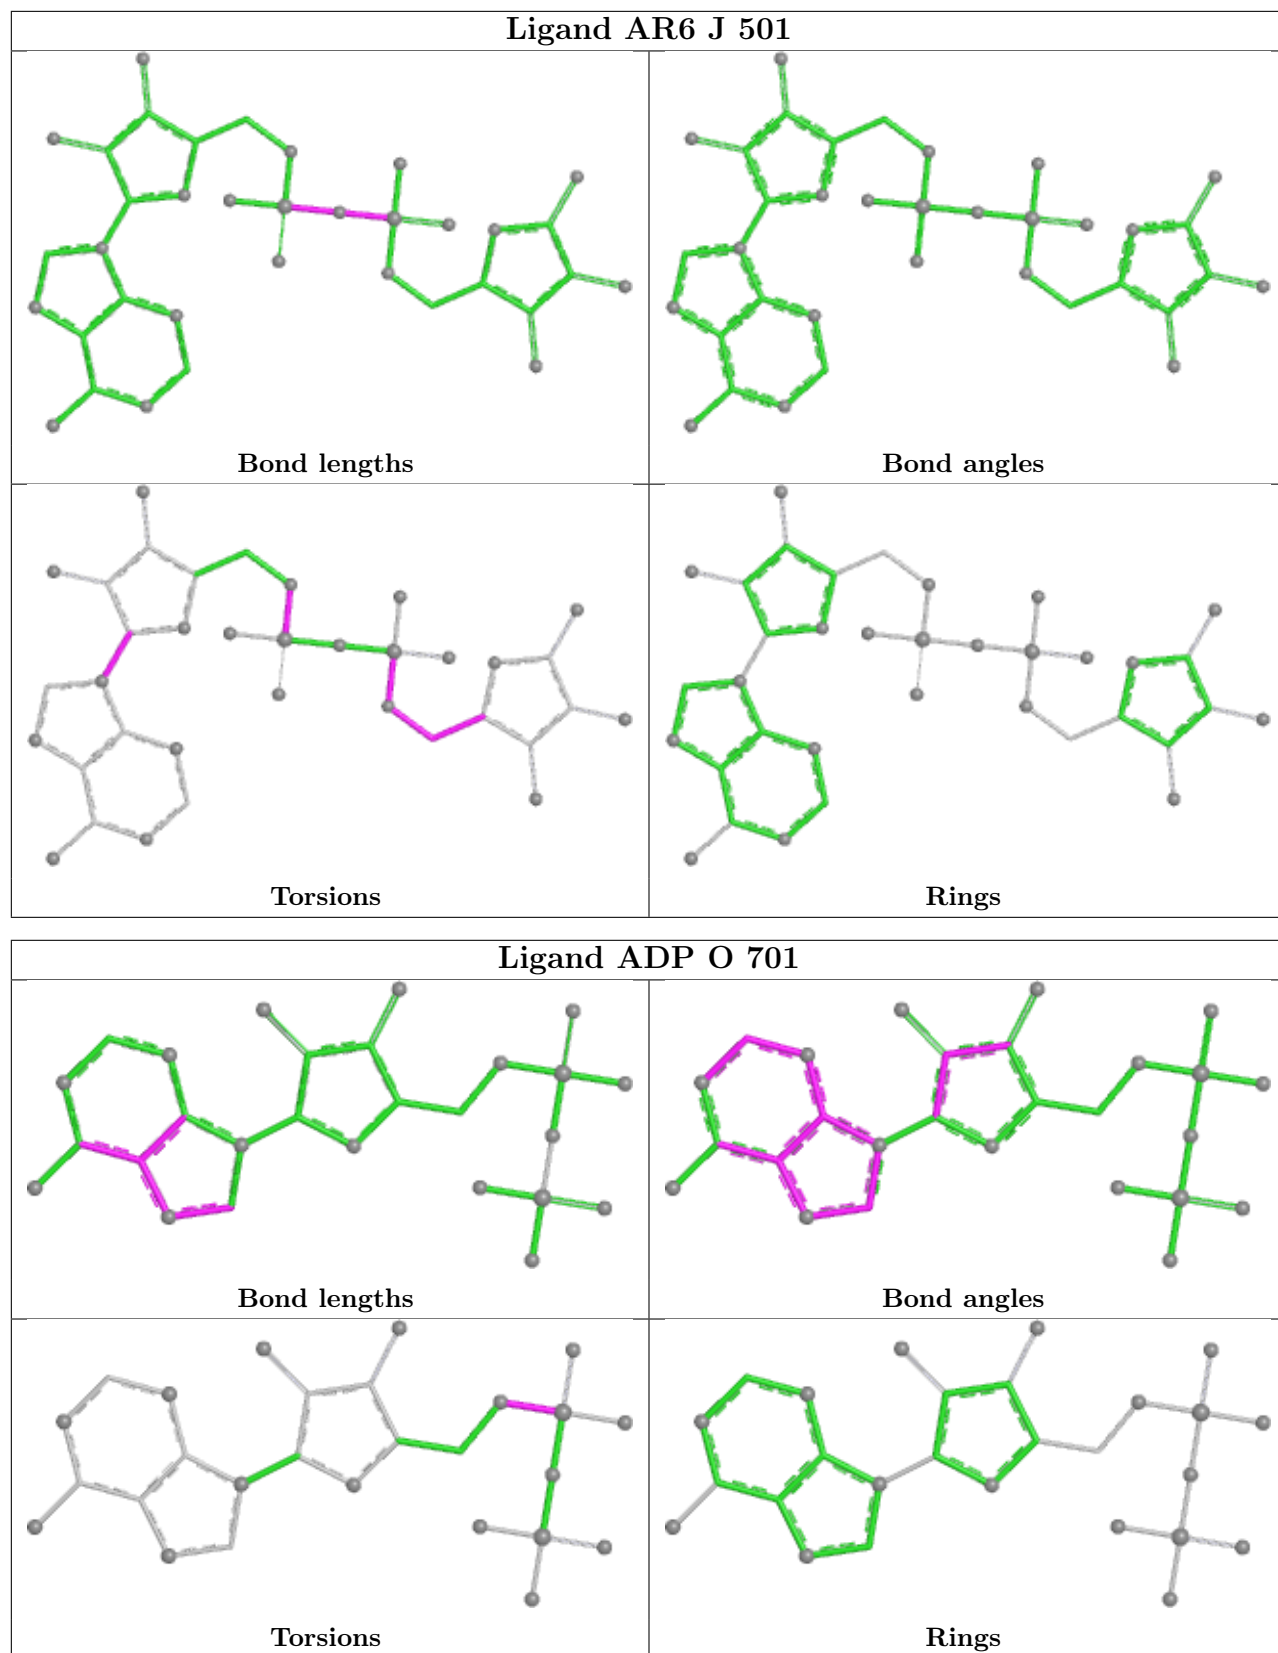 Ligand AR6 J 501
Bond lengths
Bond angles
Torsions
Rings
Ligand ADP O 701
Bond lengths
Bond angles
Torsions
Rings